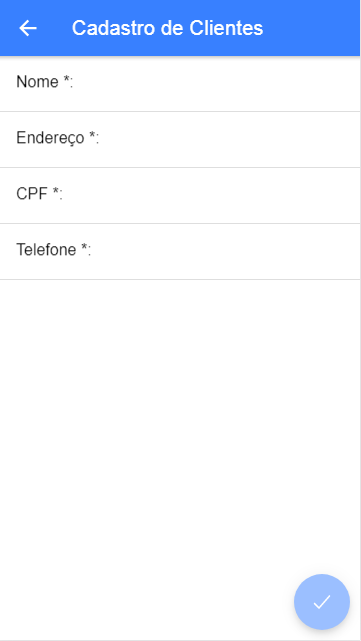 Cadastro de Clientes
Nome *:
Endereço *:
CPF *:
Telefone *: